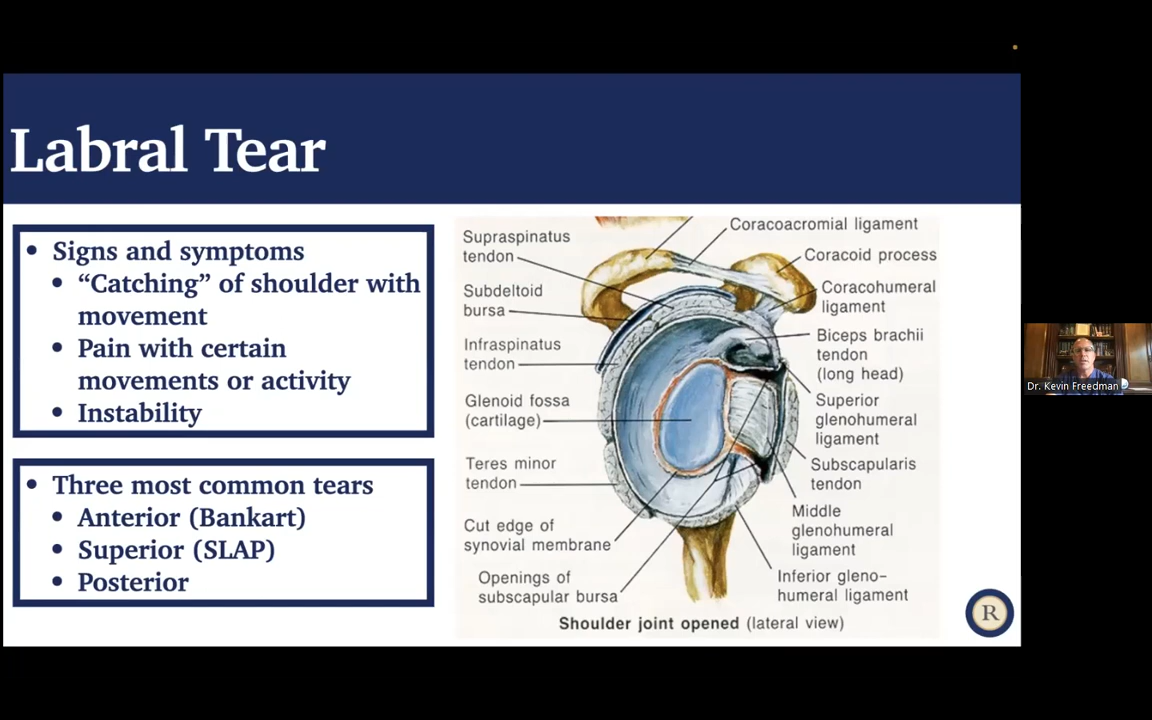 Labral Tear
• Signs and symptoms
• “Catching” of shoulder with
movement
• Pain with certain
movements or activity
• Instability
• Three most common tears
• Anterior (Bankart)
• Superior (SLAP)
• Posterior
Supraspinatus
tendon
Subdeltoid
bursa
Infraspinatus
tendon
Glenoid fossa
(cartilage)
Teres minor
tendon
Cut edge of
synovial membrane
Openings of
subscapular bursa
Coracoacromial ligament
Coracoid process
Coracohumeral
ligament
Biceps brachii
tendon
(long head)
Superior
glenohumeral
ligament
Subscapularis
tendon
Middle
glenohumeral
ligament
Inferior gleno-
humeral ligament
Shoulder joint opened (lateral view)
R
Dr. Kevin Freedman